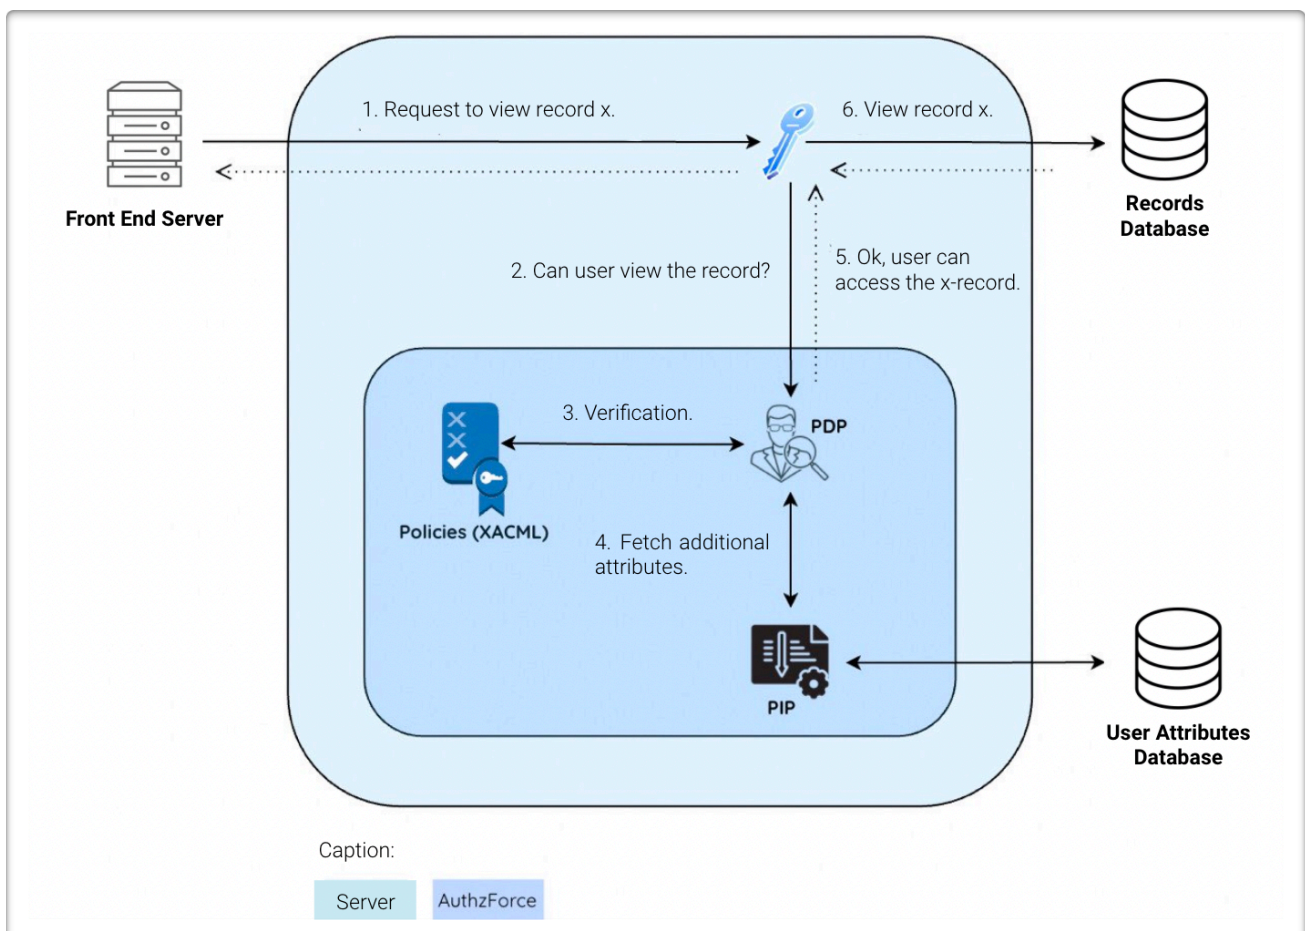 1. Request to view record x.
6. View record x.
Front End Server
Records
Database
2. Can user view the record?
5. Ok, user can
access the x-record.
3. Verification.
PDP
Policies (XACML)
4. Fetch additional
attributes.
PIP
User Attributes
Database
Caption:
Server
AuthzForce